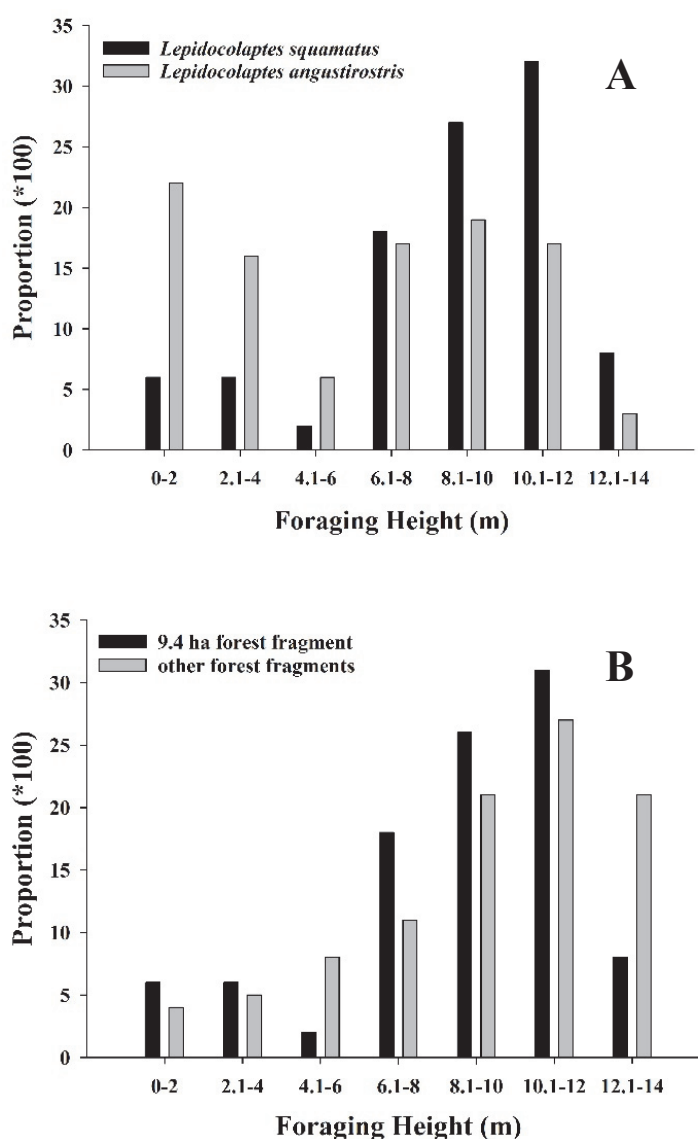 35
30
25
20
15
10
5
0
Proportion (*100)
Lepidocolaptes squamatus
Lepidocolaptes angustirostris
A
0-2 2.1-4 4.1-6 6.1-8 8.1-10 10.1-12 12.1-14
Foraging Height (m)
35
30
25
20
15
10
5
0
Proportion (*100)
9.4 ha forest fragment
other forest fragments
B
0-2 2.1-4 4.1-6 6.1-8 8.1-10 10.1-12 12.1-14
Foraging Height (m)